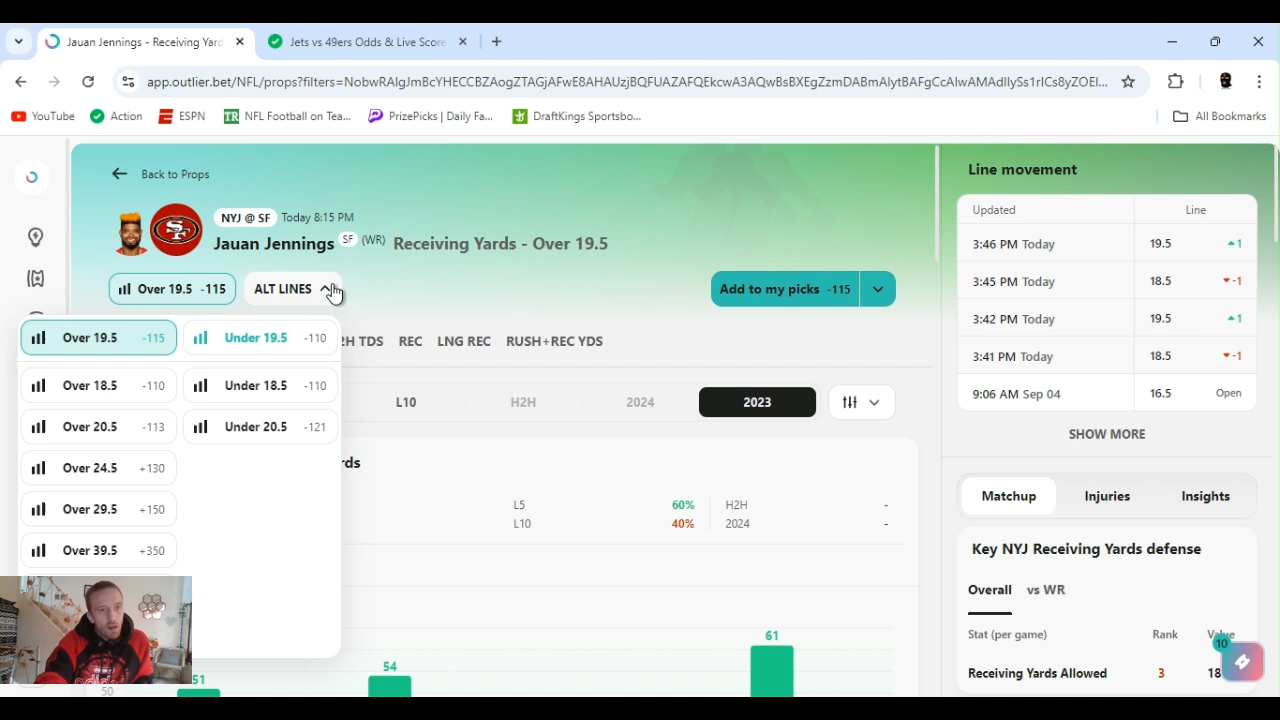 Jauan Jennings - Receiving Yard
Jets vs 49ers Odds & Live Score
YouTube
Action
ESPN
NFL Football on Tea...
PrizePicks | Daily Fa...
DraftKings Sportsbo...
All Bookmarks
Back to Props
NYJ @ SF Today 8:15 PM
Jauan Jennings SF (WR) Receiving Yards - Over 19.5
Over 19.5 -115
ALT LINES
Add to my picks -115
Over 19.5 -115
Under 19.5 -110
Over 18.5 -110
Under 18.5 -110
Over 20.5 -113
Under 20.5 -121
Over 24.5 +130
Over 29.5 +150
Over 39.5 +350
2H TDS REC LNG REC RUSH+REC YDS
L10 H2H 2024 2023
rds
L5 60% H2H -
L10 40% 2024 -
51
54
61
50
Line movement
Updated Line
3:46 PM Today 19.5 1
3:45 PM Today 18.5 -1
3:42 PM Today 19.5 1
3:41 PM Today 18.5 -1
9:06 AM Sep 04 16.5 Open
SHOW MORE
Matchup Injuries Insights
Key NYJ Receiving Yards defense
Overall vs WR
Stat (per game) Rank Value
10
Receiving Yards Allowed 3 18